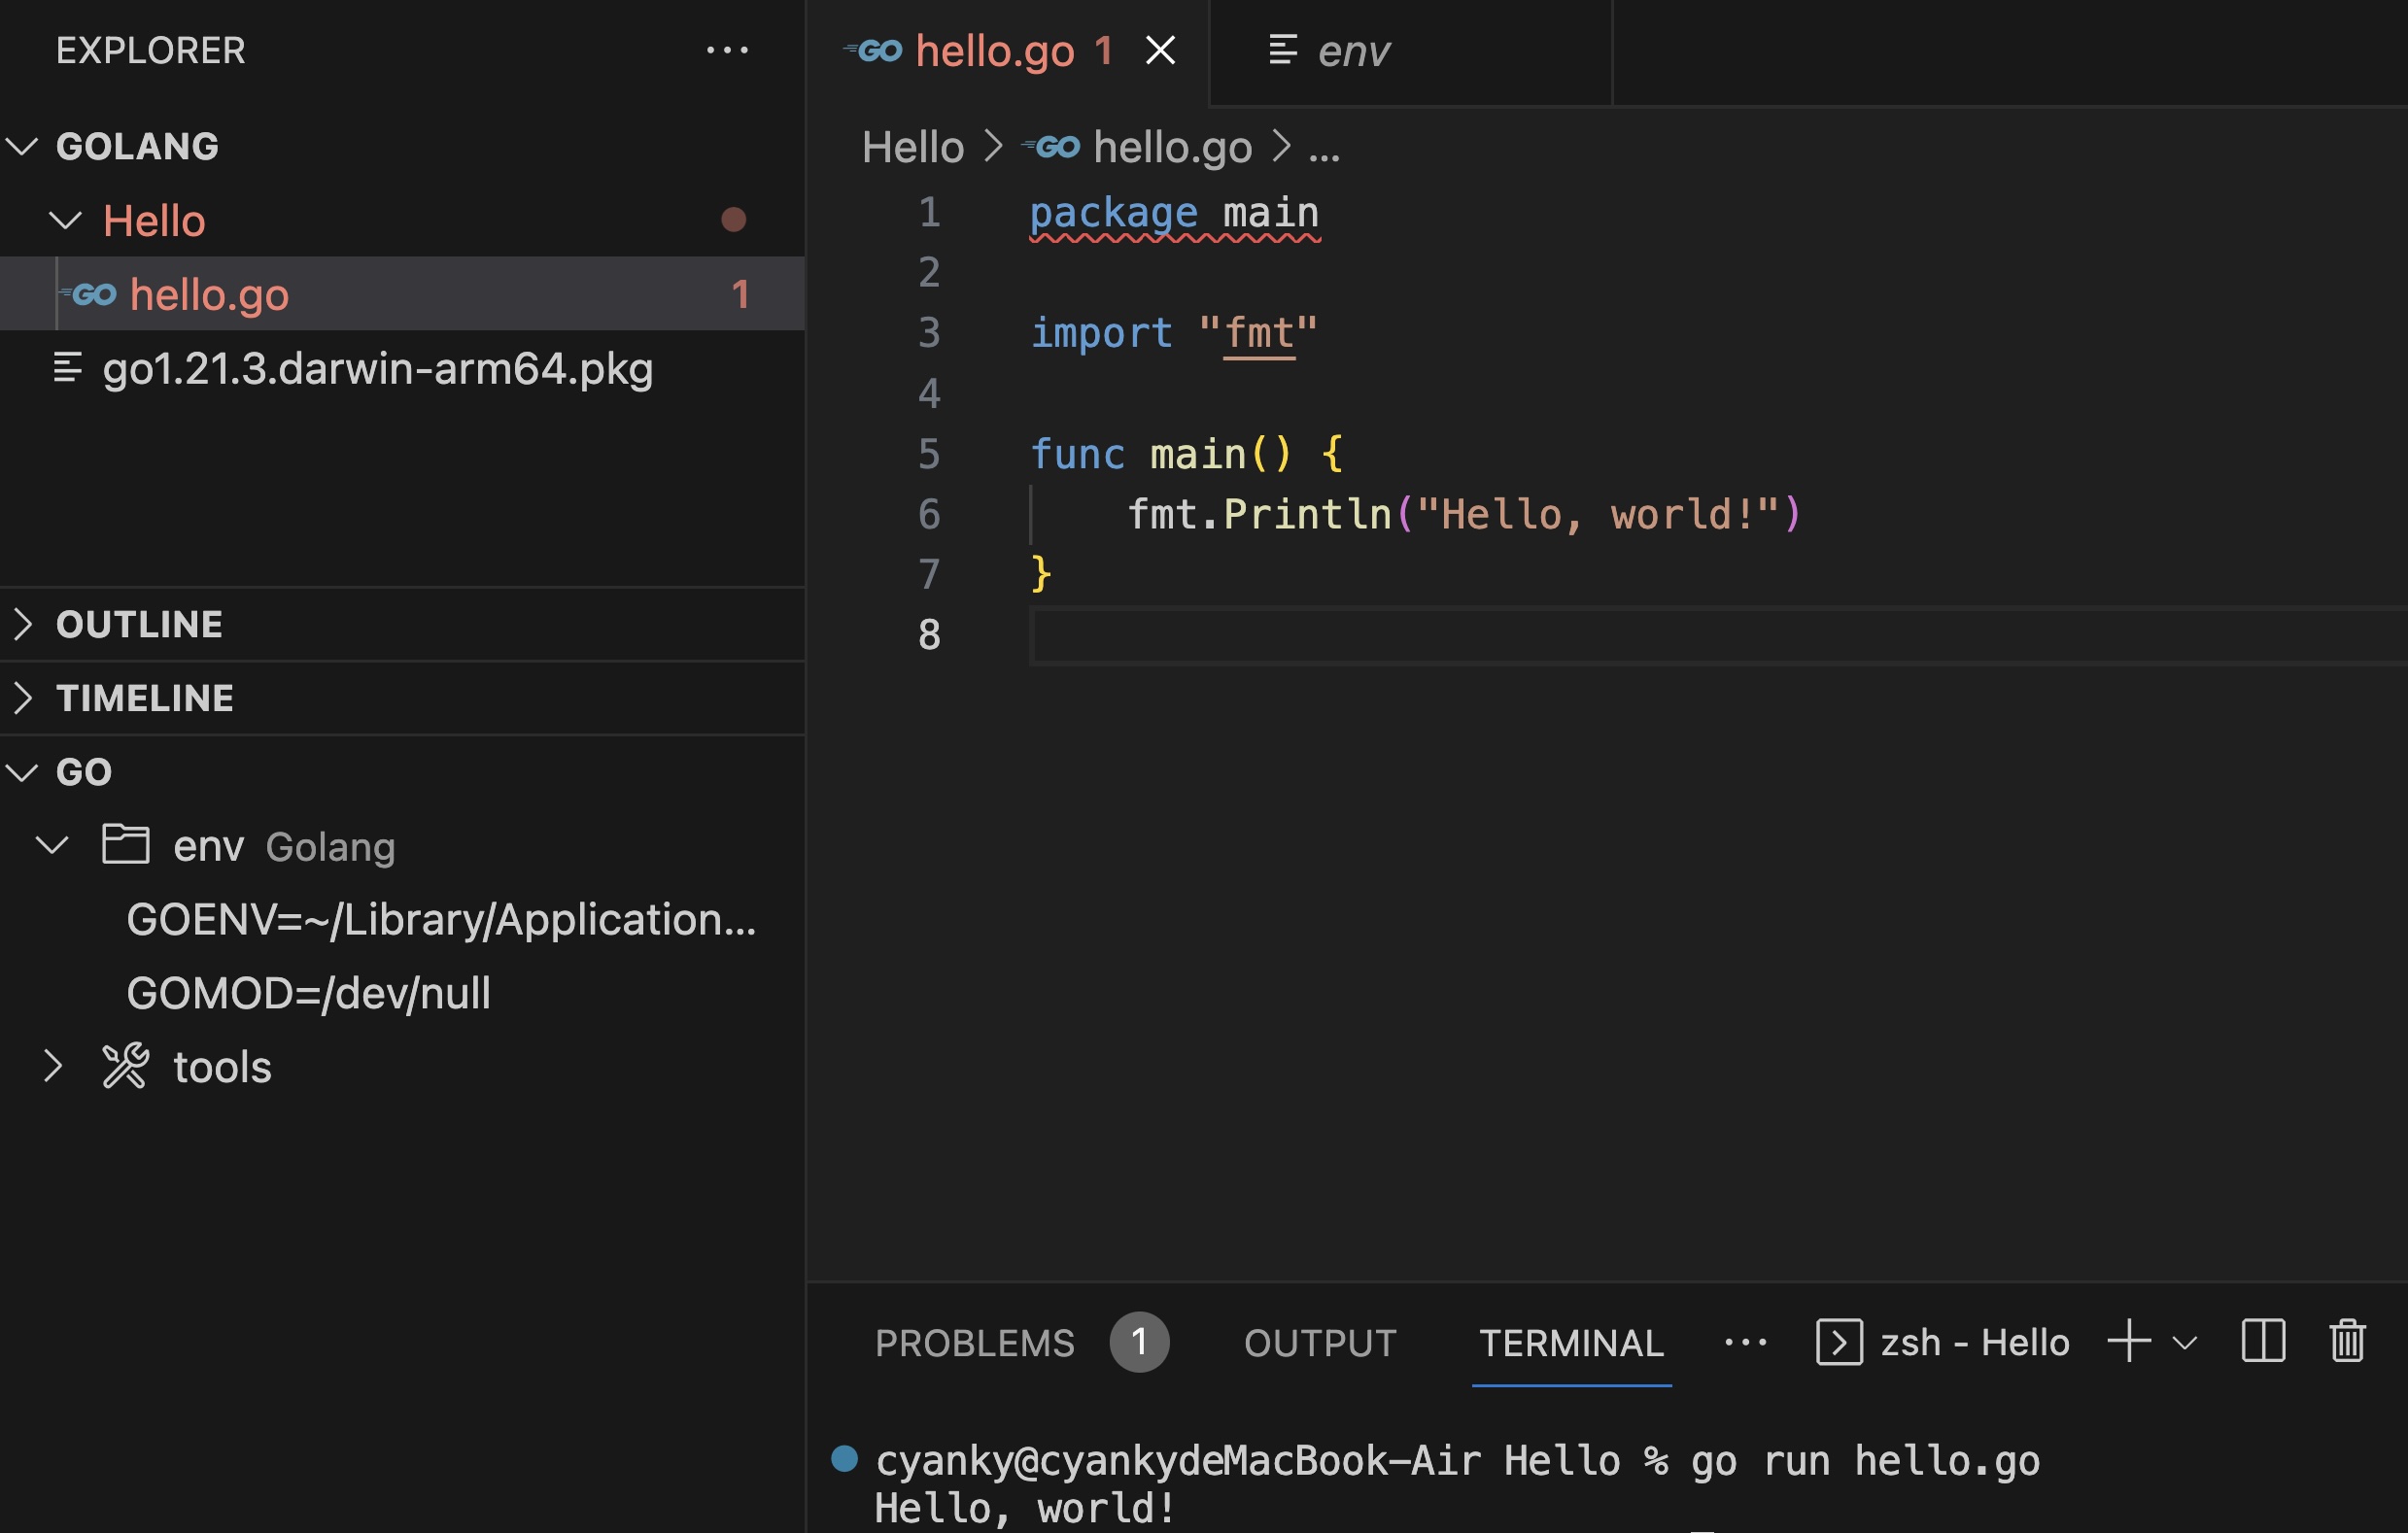 EXPLORER
GOLANG
Hello
GO hello.go 1
go1.21.3.darwin-arm64.pkg
OUTLINE
TIMELINE
GO
env Golang
GOENV=~/Library/Application...
GOMOD=/dev/null
tools
GO hello.go 1
env
Hello > GO hello.go > ...
1 package main
2
3 import "fmt"
4
5 func main() {
6 fmt.Println("Hello, world!")
7 }
8
PROBLEMS 1 OUTPUT TERMINAL ... zsh - Hello
cyanky@cyankydeMacBook-Air Hello % go run hello.go
Hello, world!